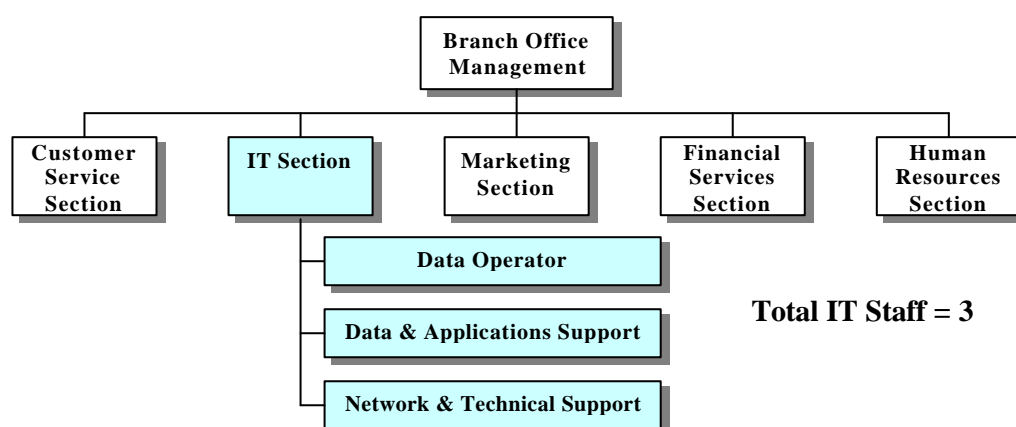 Branch Office
Management
Customer
Service
Section
IT Section
Marketing
Section
Financial
Services
Section
Human
Resources
Section
Data Operator
Total IT Staff = 3
Data & Applications Support
Network & Technical Support